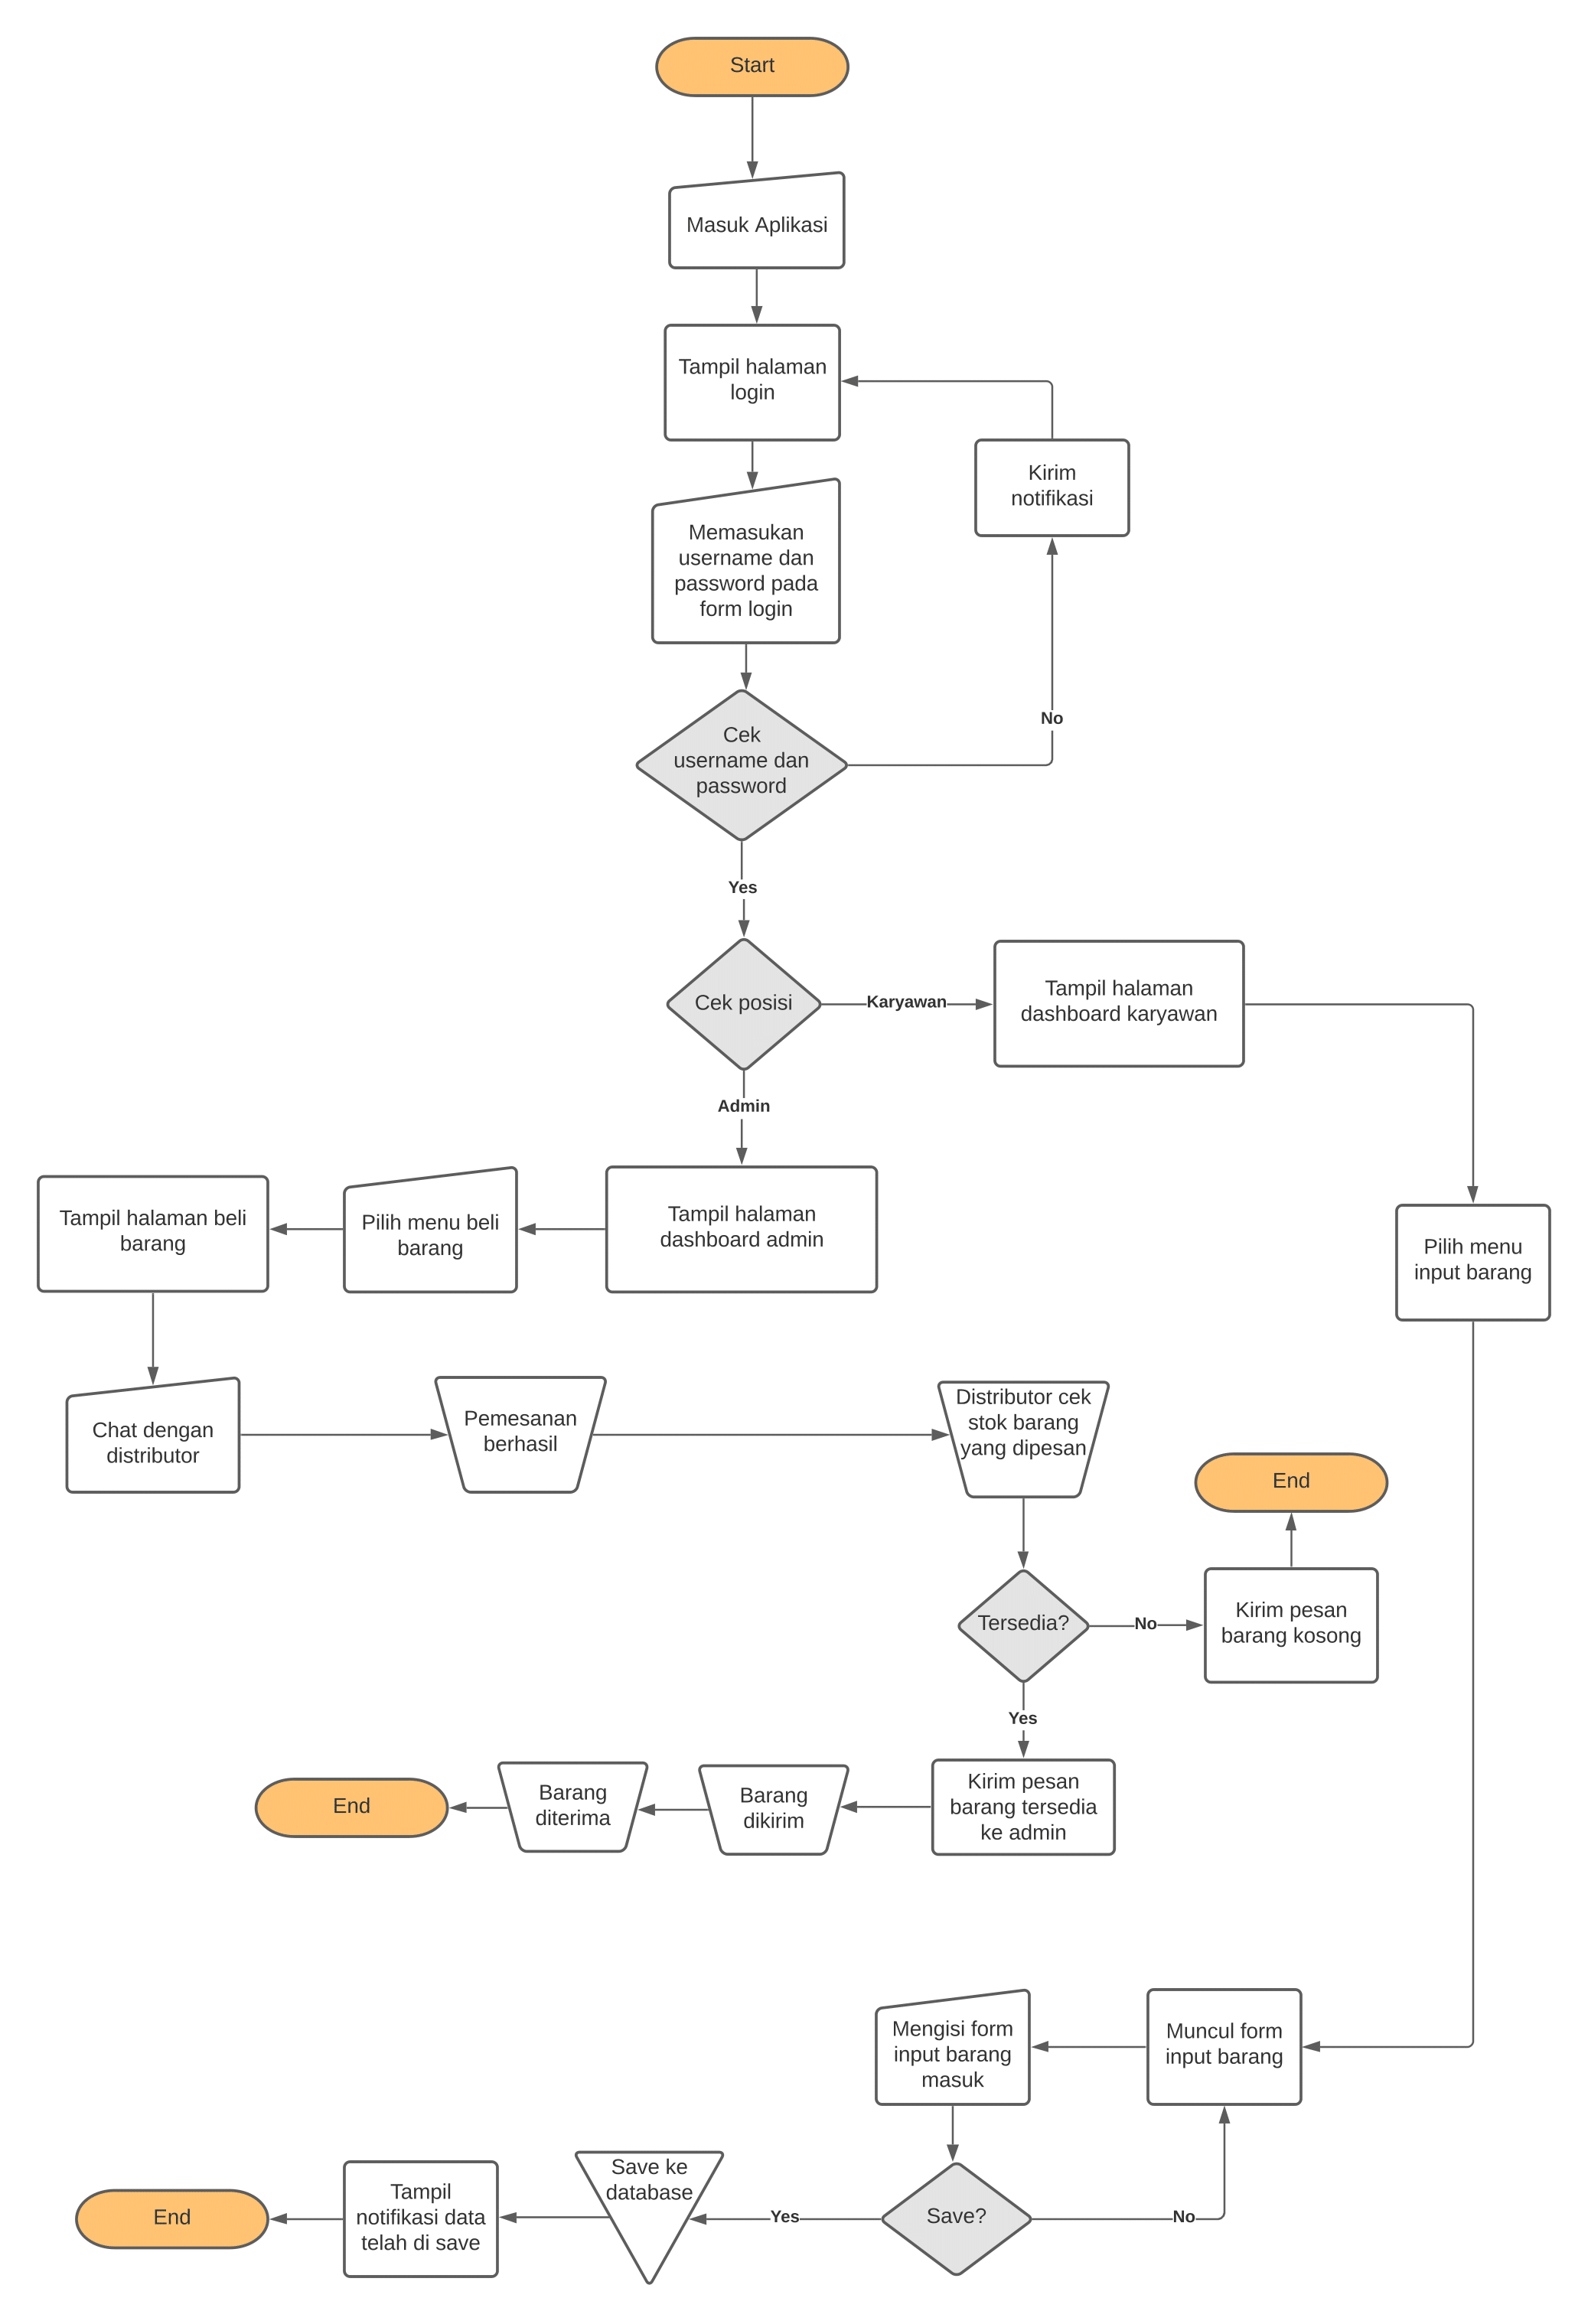 Start
Masuk Aplikasi
Tampil halaman
login
Kirim
notifikasi
Memasukan
username dan
password pada
form login
No
Cek
username dan
password
Yes
Cek posisi
Karyawan
Tampil halaman
dashboard karyawan
Admin
Tampil halaman beli
barang
Pilih menu beli
barang
Tampil halaman
dashboard admin
Pilih menu
input barang
Chat dengan
distributor
Pemesanan
berhasil
Distributor cek
stok barang
yang dipesan
End
Tersedia?
No
Kirim pesan
barang kosong
Yes
End
Barang
diterima
Barang
dikirim
Kirim pesan
barang tersedia
ke admin
Mengisi form
input barang
masuk
Muncul form
input barang
End
Tampil
notifikasi data
telah di save
Save ke
database
Yes
Save?
No